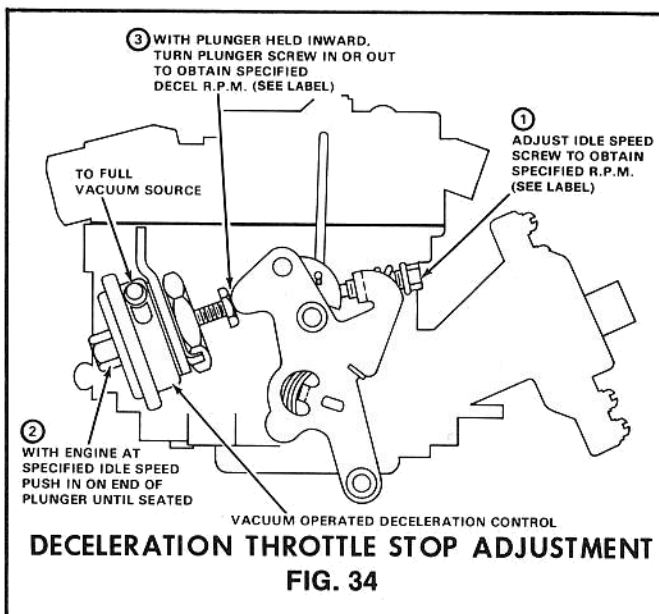 ③ WITH PLUNGER HELD INWARD,
TURN PLUNGER SCREW IN OR OUT
TO OBTAIN SPECIFIED
DECEL R.P.M. (SEE LABEL)
①
ADJUST IDLE SPEED
SCREW TO OBTAIN
SPECIFIED R.P.M.
(SEE LABEL)
TO FULL
VACUUM SOURCE
②
WITH ENGINE AT
SPECIFIED IDLE SPEED
PUSH IN ON END OF
PLUNGER UNTIL SEATED
VACUUM OPERATED DECELERATION CONTROL
DECELERATION THROTTLE STOP ADJUSTMENT
FIG. 34